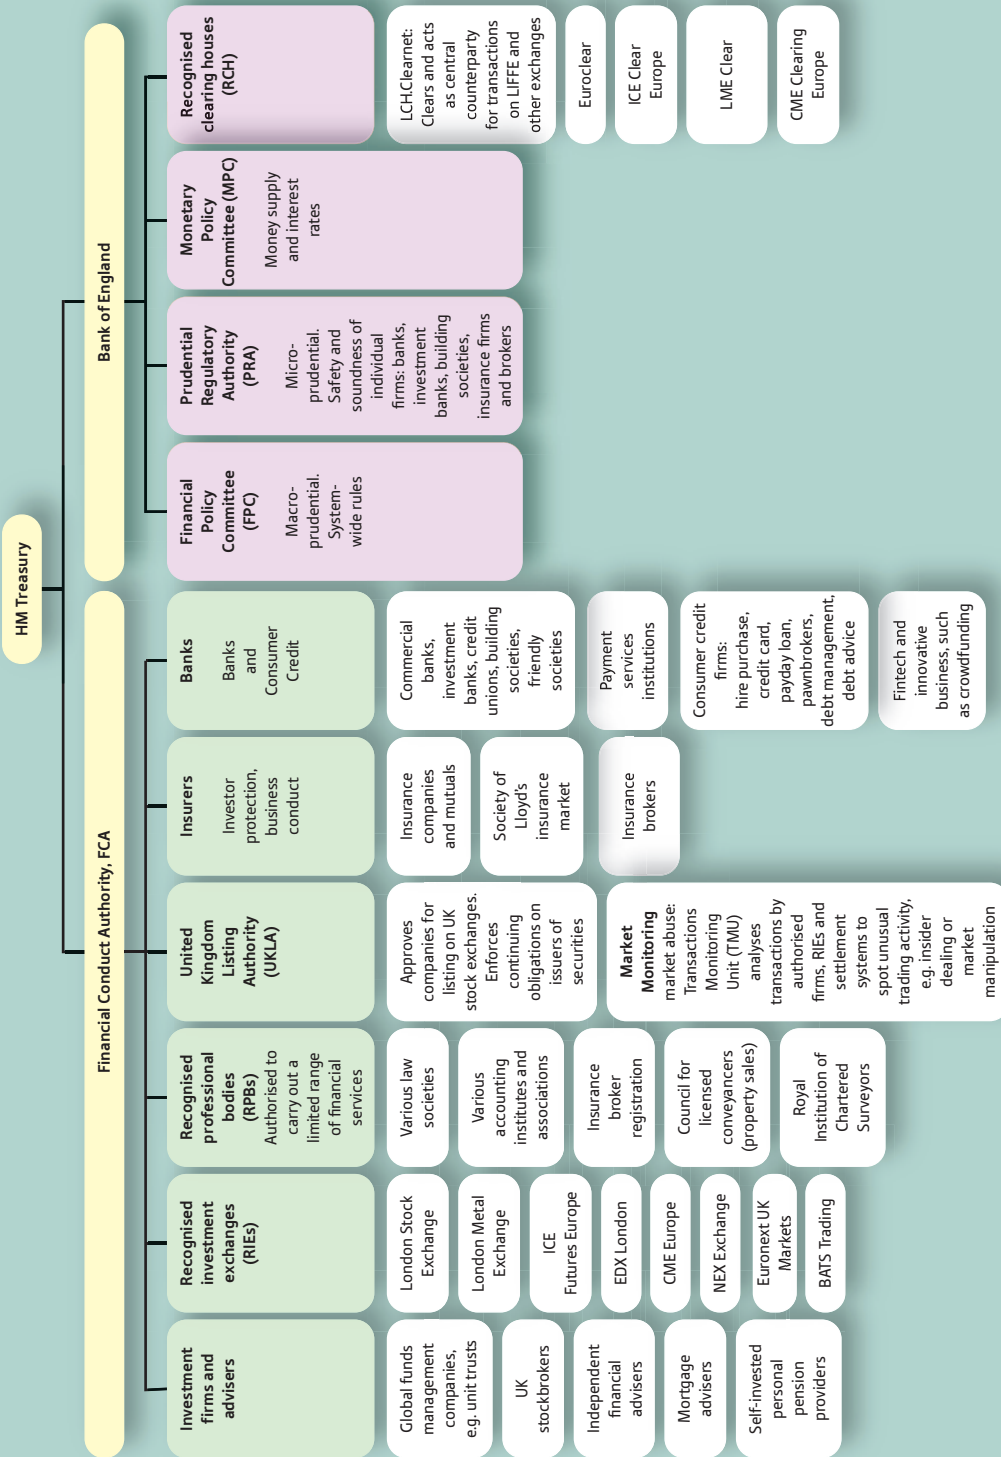 HM Treasury
Financial Conduct Authority, FCA
Bank of England
Investment
firms and
advisers
Global funds
management
companies,
e.g. unit trusts
UK
stockbrokers
Independent
financial
advisers
Mortgage
advisers
Self-invested
personal
pension
providers
Recognised
investment
exchanges
(RIEs)
London Stock
Exchange
London Metal
Exchange
ICE
Futures Europe
EDX London
CME Europe
NEX Exchange
Euronext UK
Markets
BATS Trading
Recognised
professional
bodies
(RPBs)
Authorised to
carry out a
limited range
of financial
services
Various law
societies
Various
accounting
institutes and
associations
Insurance
broker
registration
Council for
licensed
conveyancers
(property sales)
Royal
Institution of
Chartered
Surveyors
United
Kingdom
Listing
Authority
(UKLA)
Approves
companies for
listing on UK
stock exchanges.
Enforces
continuing
obligations on
issuers of
securities
Market
Monitoring
market abuse:
Transactions
Monitoring
Unit (TMU)
analyses
transactions by
authorised
firms, RIEs and
settlement
systems to
spot unusual
trading activity,
e.g. insider
dealing or
market
manipulation
Insurers
Investor
protection,
business
conduct
Insurance
companies
and mutuals
Society of
Lloyd's
insurance
market
Insurance
brokers
Banks
Banks
and
Consumer
Credit
Commercial
banks,
investment
banks, credit
unions, building
societies,
friendly
societies
Payment
services
institutions
Consumer credit
firms:
hire purchase,
credit card,
payday loan,
pawnbrokers,
debt management,
debt advice
Fintech and
innovative
business, such
as crowdfunding
Financial
Policy
Committee
(FPC)
Macro-
prudential.
System-
wide rules
Prudential
Regulatory
Authority
(PRA)
Micro-
prudential.
Safety and
soundness of
individual
firms: banks,
investment
banks, building
societies,
insurance firms
and brokers
Monetary
Policy
Committee (MPC)
Money supply
and interest
rates
Recognised
clearing houses
(RCH)
LCH.Clearnet:
Clears and acts
as central
counterparty
for transactions
on LIFFE and
other exchanges
Euroclear
ICE Clear
Europe
LME Clear
CME Clearing
Europe